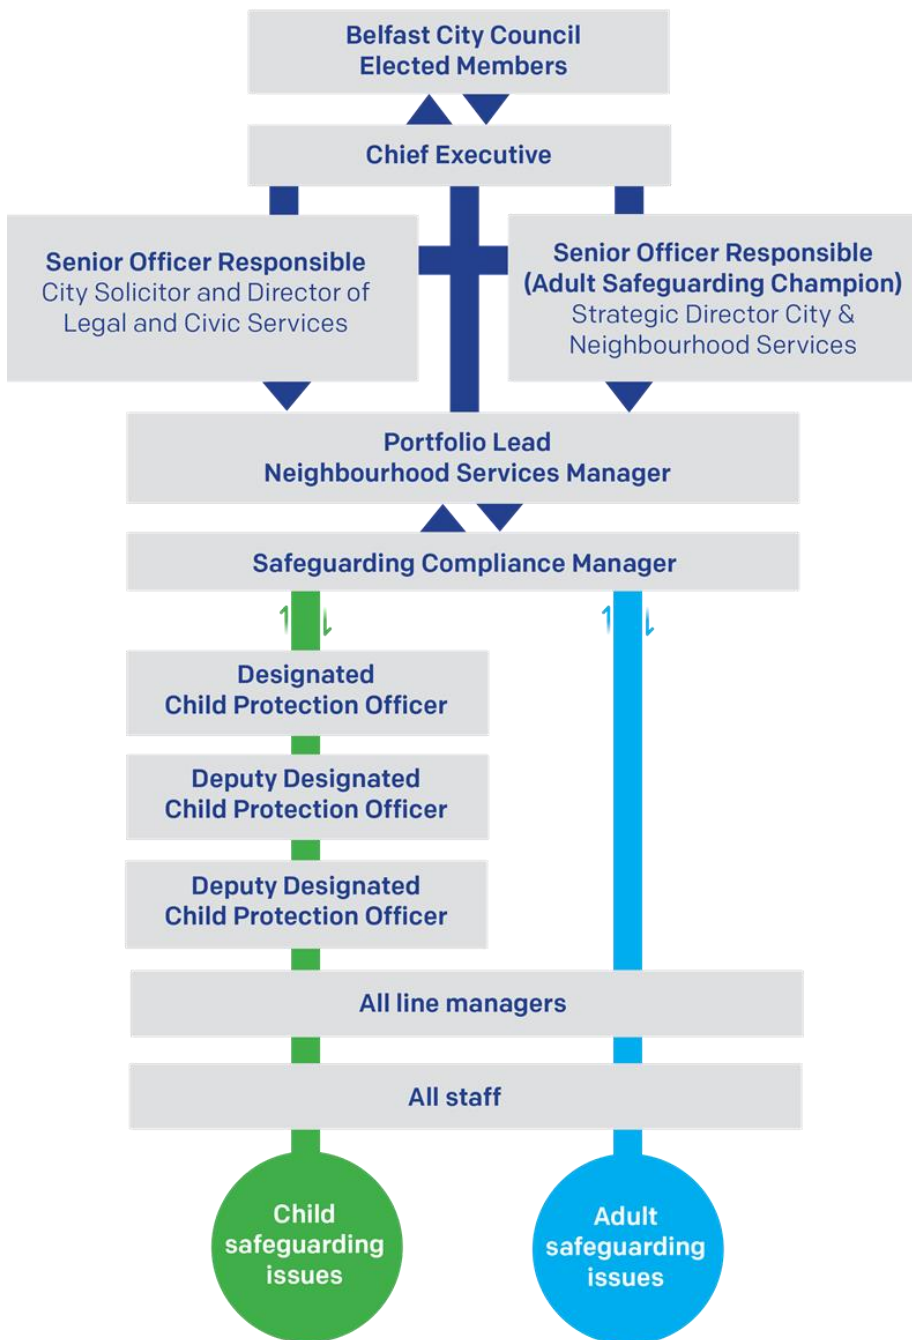 Belfast City Council
Elected Members
Chief Executive
Senior Officer Responsible
City Solicitor and Director of
Legal and Civic Services
Senior Officer Responsible
(Adult Safeguarding Champion)
Strategic Director City &
Neighbourhood Services
Portfolio Lead
Neighbourhood Services Manager
Safeguarding Compliance Manager
Designated
Child Protection Officer
Deputy Designated
Child Protection Officer
Deputy Designated
Child Protection Officer
All line managers
All staff
Child
safeguarding
issues
Adult
safeguarding
issues